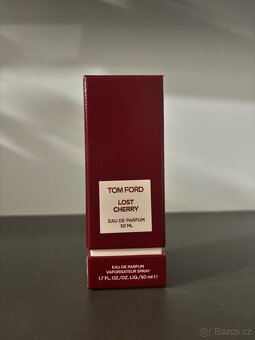 TOM FORD
LOST
CHERRY
EAU DE PARFUM
50 ML
EAU DE PARFUM
VAPORISATEUR SPRAY
1.7 FL.OZ./OZ. LIQ./50 ml ℮
© Bazos.cz